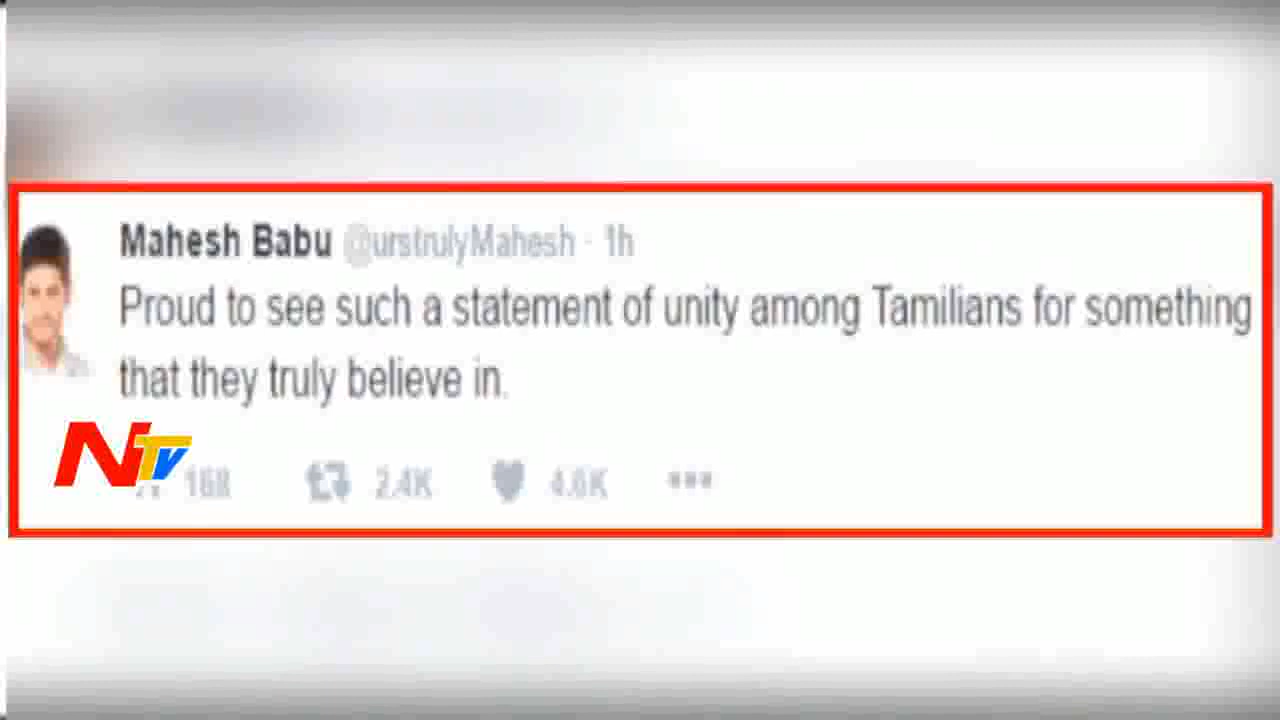 Mahesh Babu @urstrulyMahesh · 1h
Proud to see such a statement of unity among Tamilians for something
that they truly believe in.
NTV
168 2.4K 4.6K